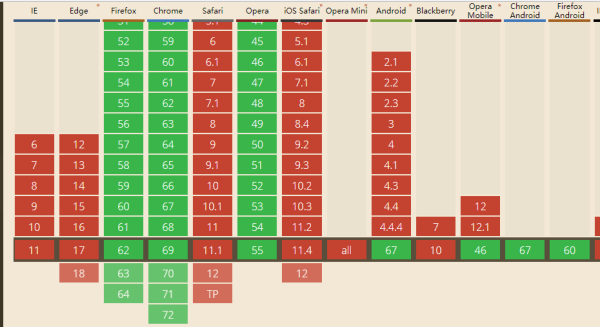 IE Edge * Firefox Chrome Safari Opera iOS Safari * Opera Mini * Android * Blackberry Opera Mobile * Chrome Android Firefox Android
52 59 6 45 5.1
53 60 6.1 46 6.1 2.1
54 61 7 47 7.1 2.2
55 62 7.1 48 8 2.3
56 63 8 49 8.4 3
6 12 57 64 9 50 9.2 4
7 13 58 65 9.1 51 9.3 4.1
8 14 59 66 10 52 10.2 4.3
9 15 60 67 10.1 53 10.3 4.4 12
10 16 61 68 11 54 11.2 4.4.4 7 12.1
11 17 62 69 11.1 55 11.4 all 67 10 46 67 60
18 63 70 12 12
64 71 TP
72